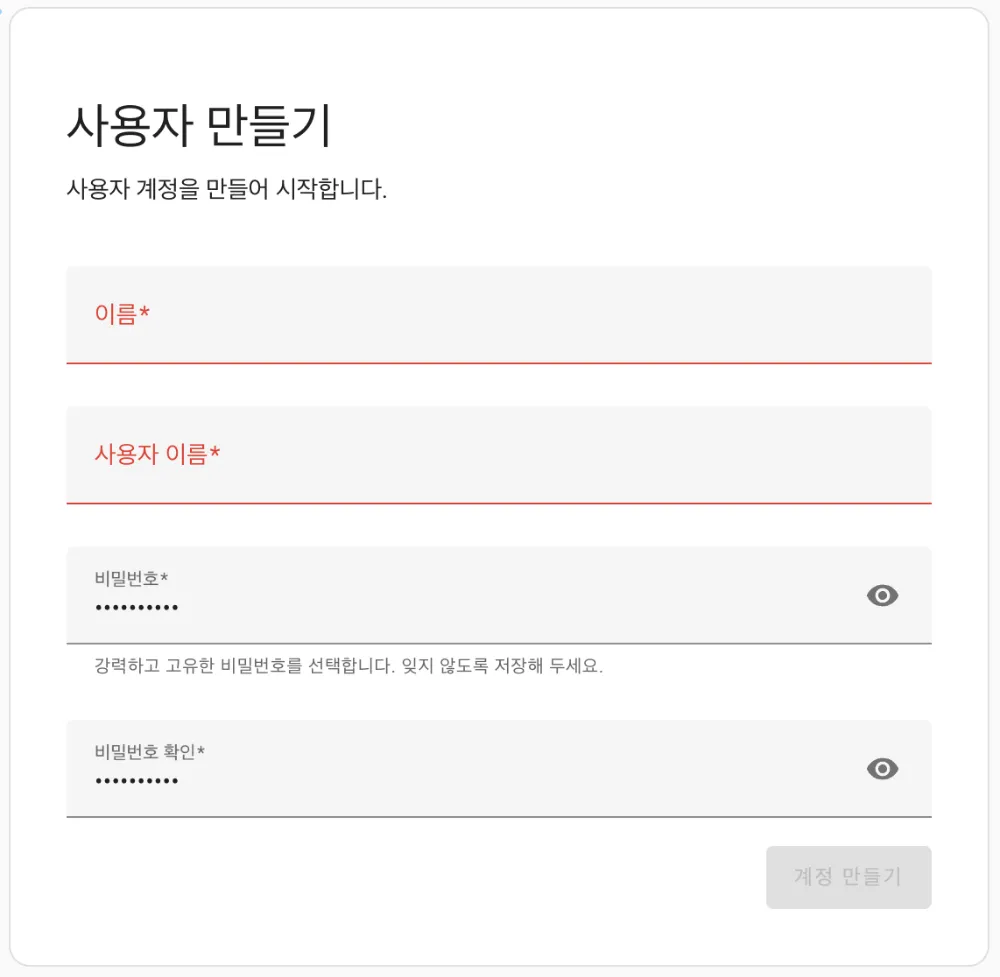 사용자 만들기
사용자 계정을 만들어 시작합니다.
이름*
사용자 이름*
비밀번호*
••••••••••
강력하고 고유한 비밀번호를 선택합니다. 잊지 않도록 저장해 두세요.
비밀번호 확인*
••••••••••
계정 만들기